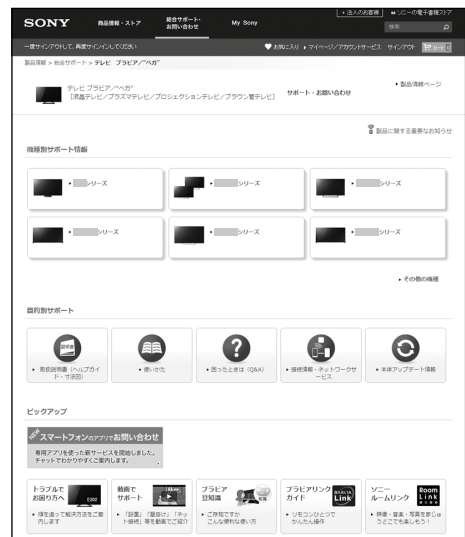 ・法人のお客様
ソニーの電子書籍ストア
SONY
商品情報・ストア
総合サポート・
お問い合わせ
My Sony
検索
一度サインアウトして、再度サインインしてください
お気に入り
マイページ/アカウントサービス
サインアウト
カート
製品情報 > 総合サポート > テレビ ブラビア/"ベガ"
テレビ ブラビア/"ベガ"
[液晶テレビ/プラズマテレビ/プロジェクションテレビ/ブラウン管テレビ]
サポート・お問い合わせ
製品情報ページ
製品に関する重要なお知らせ
機種別サポート情報
シリーズ
シリーズ
シリーズ
シリーズ
シリーズ
シリーズ
その他の機種
目的別サポート
説明書
取扱説明書(ヘルプガイド・寸法図)
使いかた
困ったときは (Q&A)
接続情報・ネットワークサービス
本体アップデート情報
ピックアップ
NEW
スマートフォンのアプリでお問い合わせ
専用アプリを使った新サービスを開始しました。
チャットでわかりやすくご案内します。
トラブルで
お困り方へ
E202
順を追って解決方法をご案内します
動画で
サポート
「設置」「壁掛け」「ネット接続」等を動画でご紹介
ブラビア
豆知識
ご存知ですか
こんな便利な使い方
ブラビアリンク
ガイド
BRAVIA
Link
リモコンひとつで
かんたん操作
ソニー
ルームリンク
Room
Link
映像・音楽・写真を家じゅうどこでも楽しもう!